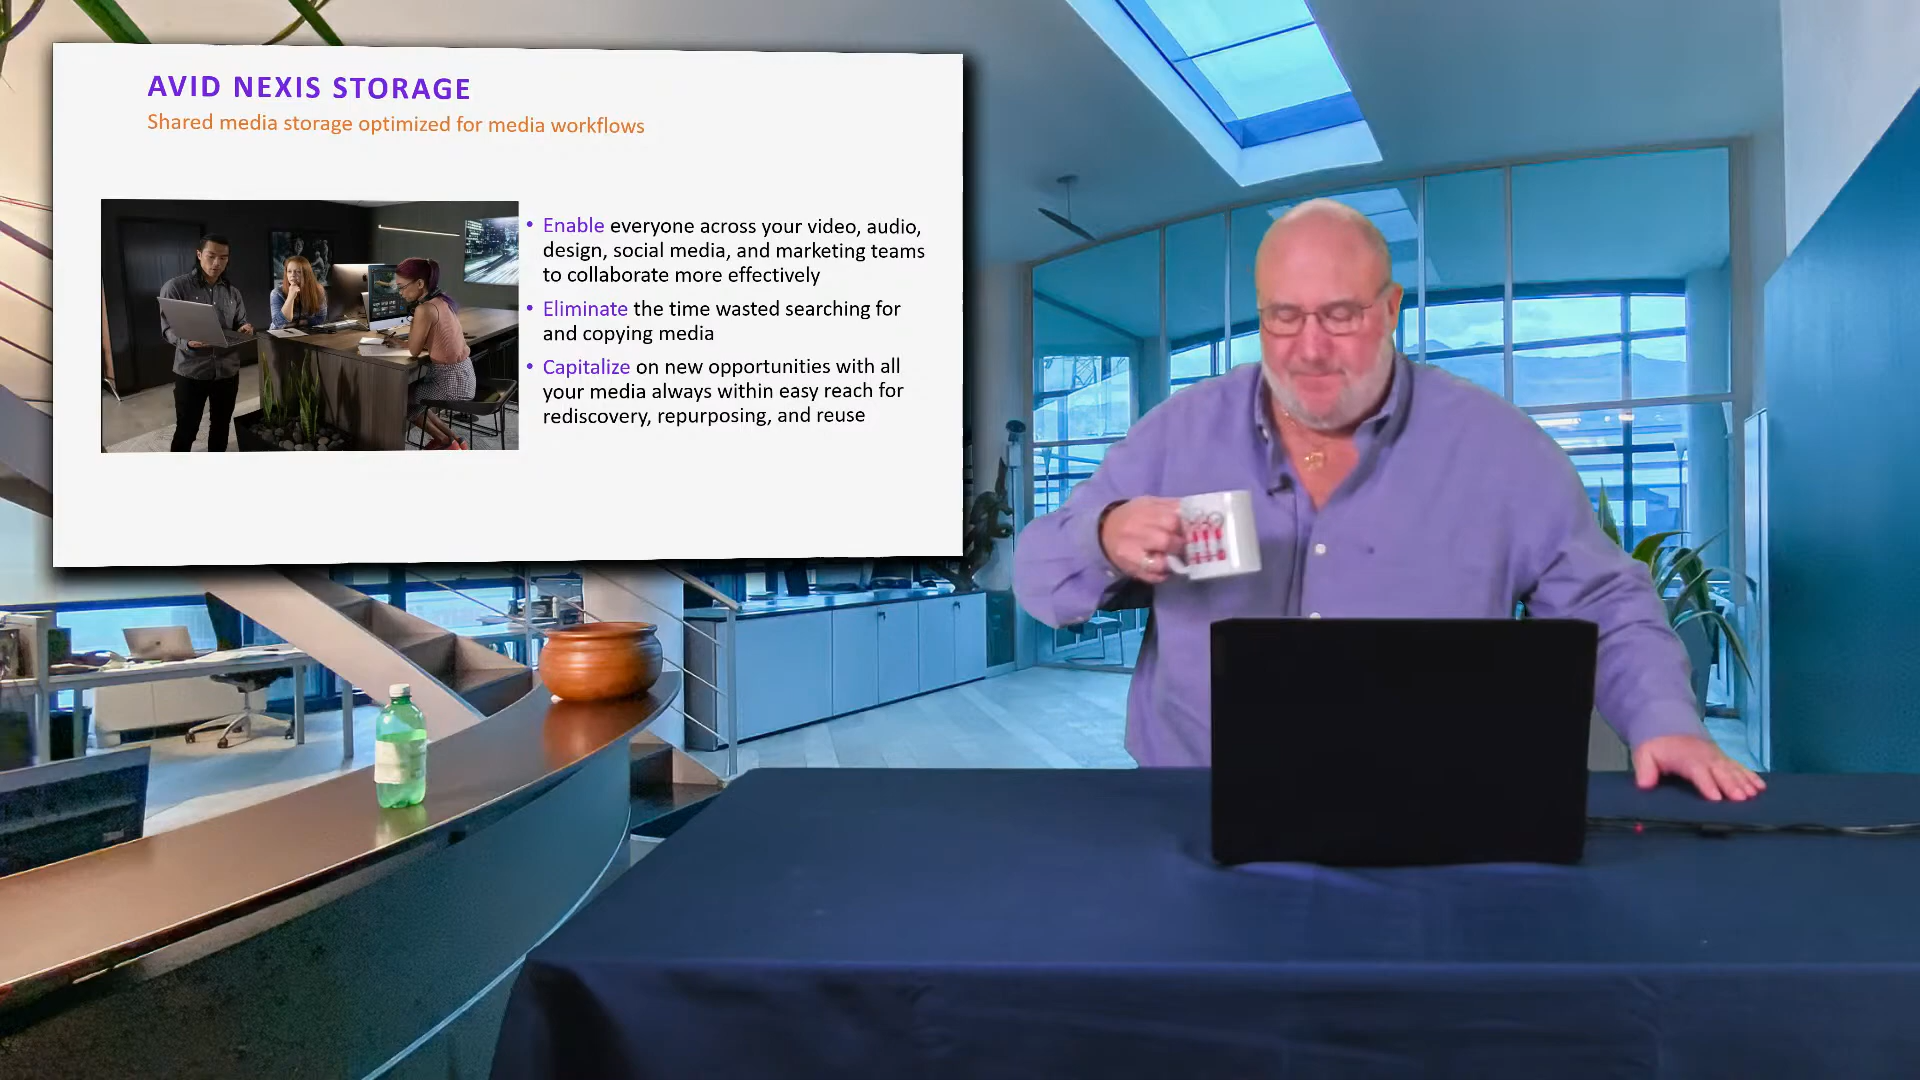 AVID NEXIS STORAGE
Shared media storage optimized for media workflows
• Enable everyone across your video, audio,
design, social media, and marketing teams
to collaborate more effectively
• Eliminate the time wasted searching for
and copying media
• Capitalize on new opportunities with all
your media always within easy reach for
rediscovery, repurposing, and reuse